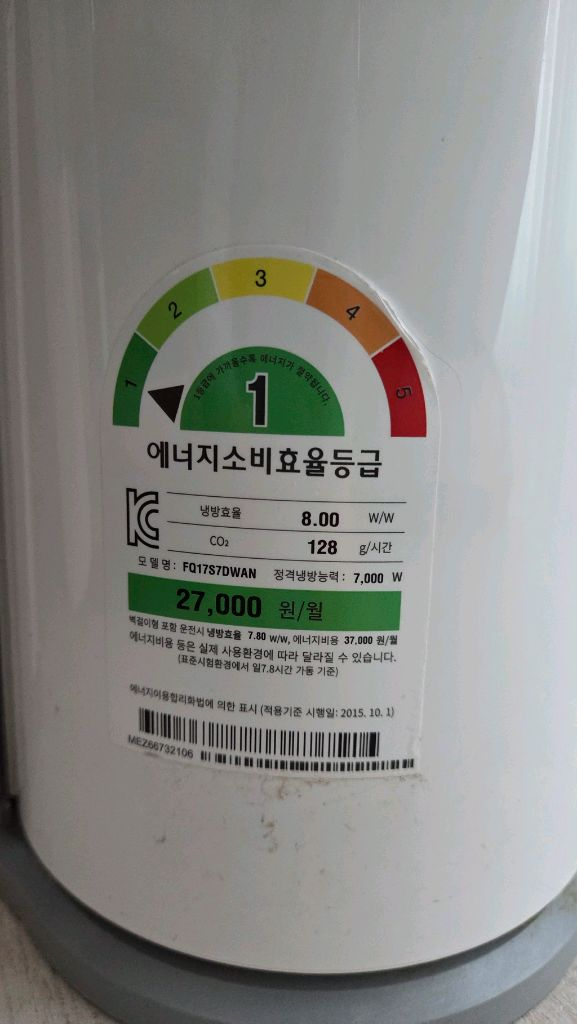 1 2 3 4 5
1등급에 가까울수록 에너지가 절약됩니다.
1
에너지소비효율등급
냉방효율 8.00 W/W
CO₂ 128 g/시간
모델명 : FQ17S7DWAN 정격냉방능력 : 7,000 W
27,000 원/월
벽걸이형 포함 운전시 냉방효율 7.80 W/W, 에너지비용 37,000 원/월
에너지비용 등은 실제 사용환경에 따라 달라질 수 있습니다.
(표준시험환경에서 일7.8시간 가동 기준)
에너지이용합리화법에 의한 표시 (적용기준 시행일: 2015. 10. 1)
MEZ66732106